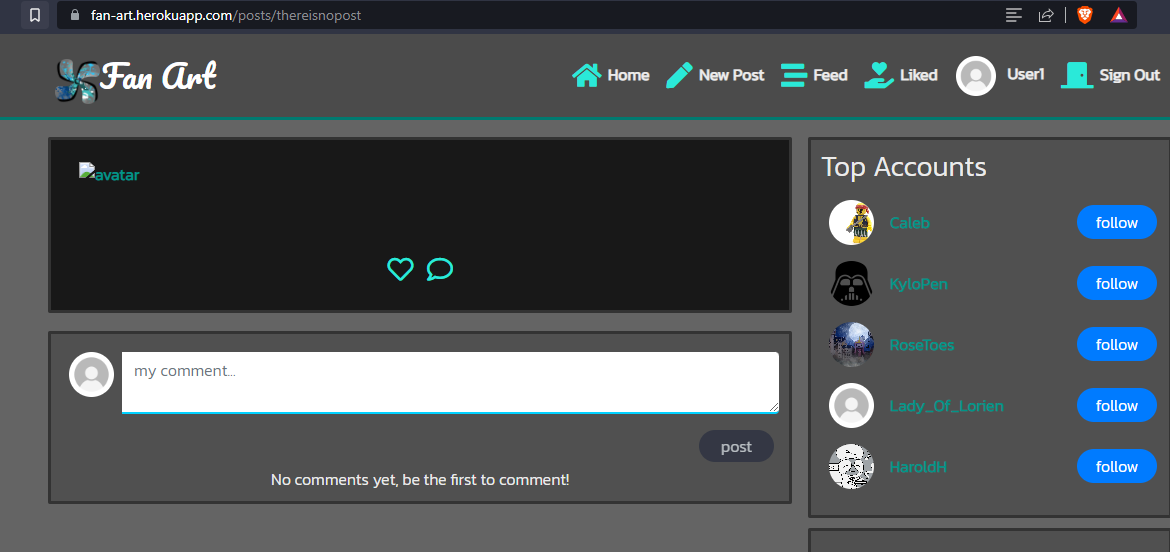 fan-art.herokuapp.com/posts/thereisnopost
Fan Art
Home
New Post
Feed
Liked
User1
Sign Out
avatar
my comment...
post
No comments yet, be the first to comment!
Top Accounts
Caleb follow
KyloPen follow
RoseToes follow
Lady_Of_Lorien follow
HaroldH follow